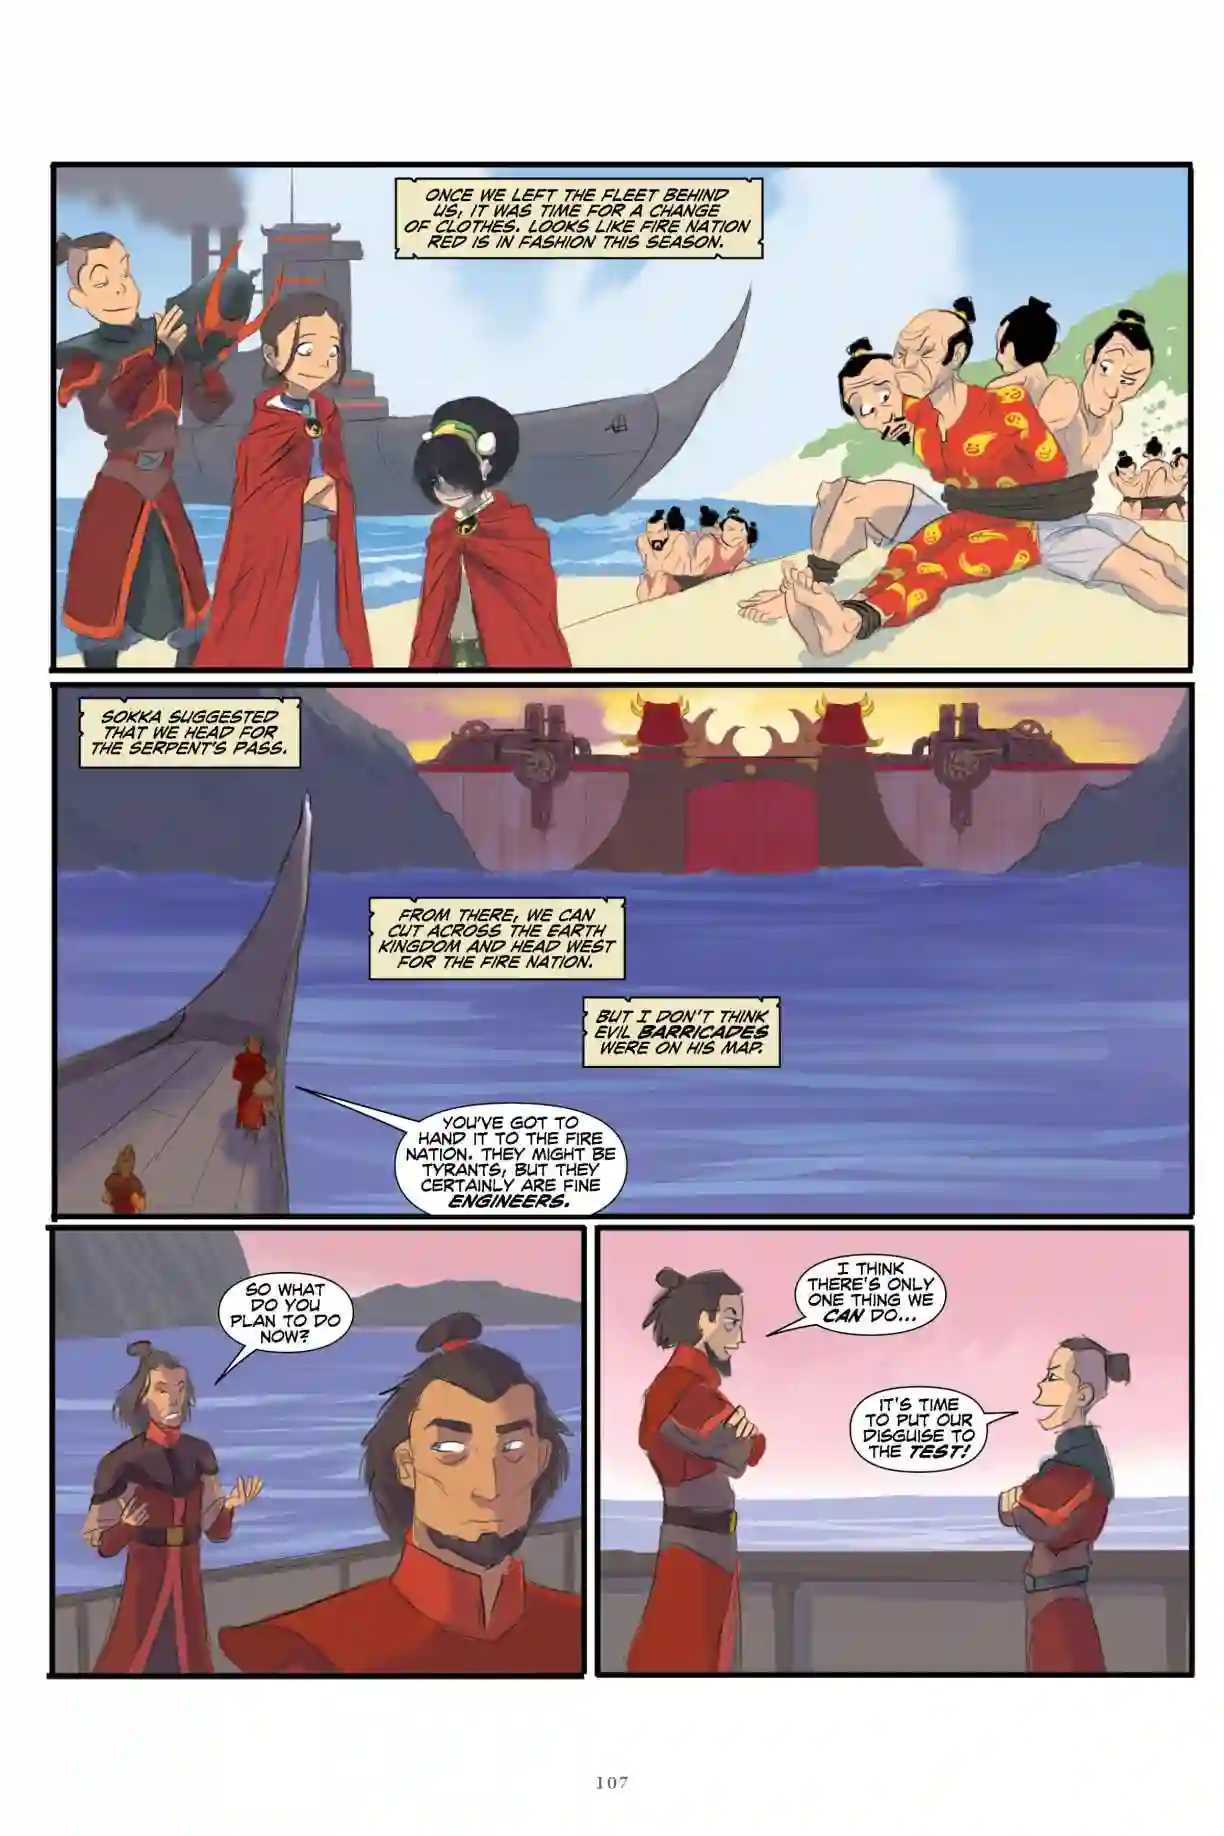 ONCE WE LEFT THE FLEET BEHIND
US, IT WAS TIME FOR A CHANGE
OF CLOTHES. LOOKS LIKE FIRE NATION
RED IS IN FASHION THIS SEASON.
SOKKA SUGGESTED
THAT WE HEAD FOR
THE SERPENT'S PASS.
FROM THERE, WE CAN
CUT ACROSS THE EARTH
KINGDOM AND HEAD WEST
FOR THE FIRE NATION.
BUT I DON'T THINK
EVIL BARRICADES
WERE ON HIS MAP.
YOU'VE GOT TO
HAND IT TO THE FIRE
NATION. THEY MIGHT BE
TYRANTS, BUT THEY
CERTAINLY ARE FINE
ENGINEERS.
SO WHAT
DO YOU
PLAN TO DO
NOW?
I THINK
THERE'S ONLY
ONE THING WE
CAN DO...
IT'S TIME
TO PUT OUR
DISGUISE TO
THE TEST!
107